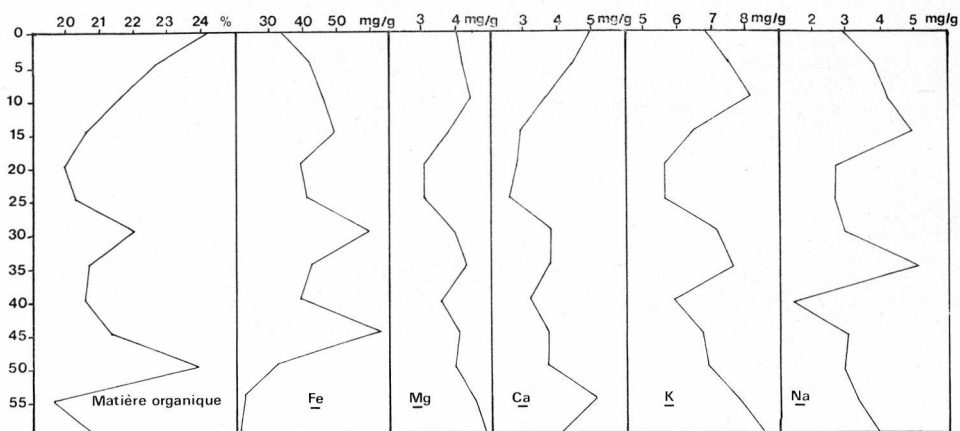 20 21 22 23 24 %
30 40 50 mg/g
3 4 mg/g
3 4 5 mg/g
5 6 7 8 mg/g
2 3 4 5 mg/g
0
5
10
15
20
25
30
35
40
45
50
55
Matière organique
Fe
Mg
Ca
K
Na